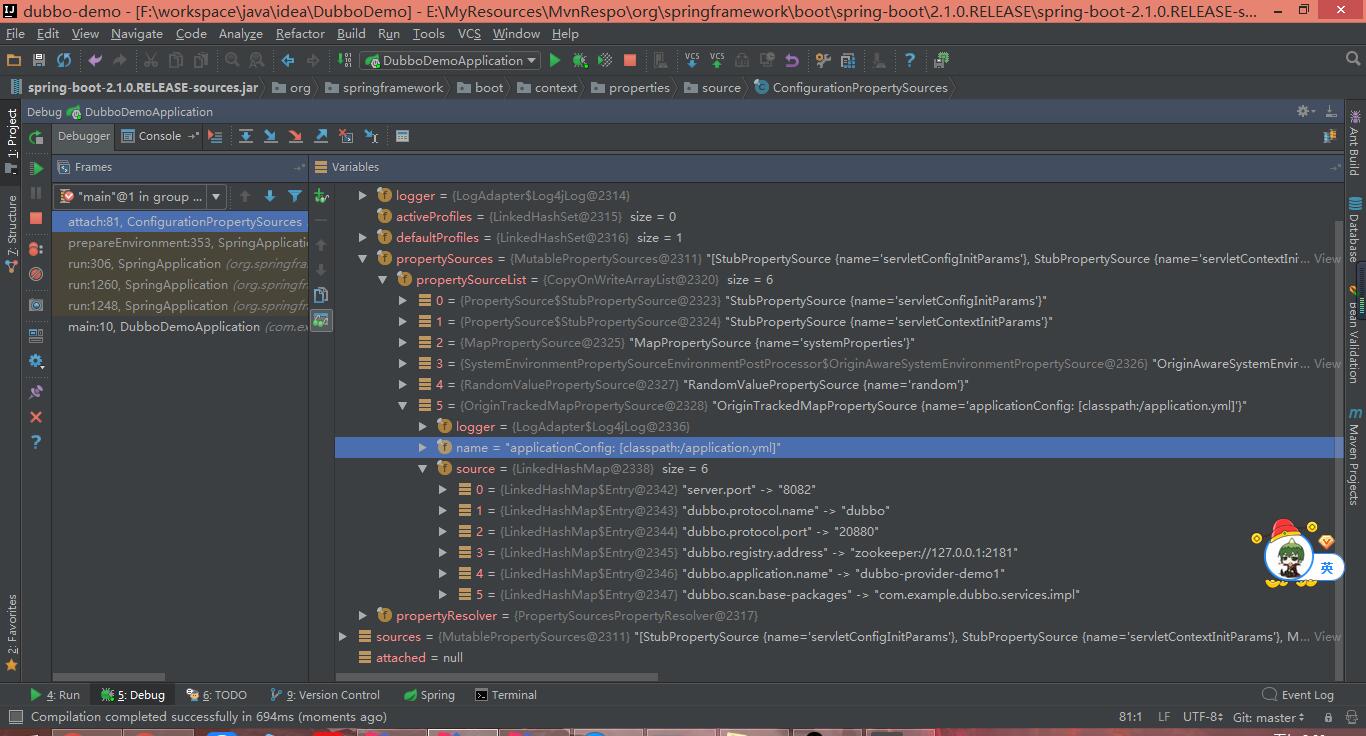 dubbo-demo - [F:\workspace\java\idea\DubboDemo] - E:\MyResources\MvnRespo\org\springframework\boot\spring-boot\2.1.0.RELEASE\spring-boot-2.1.0.RELEASE-s...
File Edit View Navigate Code Analyze Refactor Build Run Tools VCS Window Help
DubboDemoApplication VCS VCS
spring-boot-2.1.0.RELEASE-sources.jar org springframework boot context properties source ConfigurationPropertySources
Debug DubboDemoApplication
Debugger Console
Frames Variables
"main"@1 in group ...
attach:81, ConfigurationPropertySources
prepareEnvironment:353, SpringApplicati
run:306, SpringApplication (org.springfra
run:1260, SpringApplication (org.springfr
run:1248, SpringApplication (org.springfr
main:10, DubboDemoApplication (com.ex
logger = {LogAdapter$Log4jLog@2314}
activeProfiles = {LinkedHashSet@2315} size = 0
defaultProfiles = {LinkedHashSet@2316} size = 1
propertySources = {MutablePropertySources@2311} "[StubPropertySource {name='servletConfigInitParams'}, StubPropertySource {name='servletContextIni... View
propertySourceList = {CopyOnWriteArrayList@2320} size = 6
0 = {PropertySource$StubPropertySource@2323} "StubPropertySource {name='servletConfigInitParams'}"
1 = {PropertySource$StubPropertySource@2324} "StubPropertySource {name='servletContextInitParams'}"
2 = {MapPropertySource@2325} "MapPropertySource {name='systemProperties'}"
3 = {SystemEnvironmentPropertySourceEnvironmentPostProcessor$OriginAwareSystemEnvironmentPropertySource@2326} "OriginAwareSystemEnvir... View
4 = {RandomValuePropertySource@2327} "RandomValuePropertySource {name='random'}"
5 = {OriginTrackedMapPropertySource@2328} "OriginTrackedMapPropertySource {name='applicationConfig: [classpath:/application.yml]'}"
logger = {LogAdapter$Log4jLog@2336}
name = "applicationConfig: [classpath:/application.yml]"
source = {LinkedHashMap@2338} size = 6
0 = {LinkedHashMap$Entry@2342} "server.port" -> "8082"
1 = {LinkedHashMap$Entry@2343} "dubbo.protocol.name" -> "dubbo"
2 = {LinkedHashMap$Entry@2344} "dubbo.protocol.port" -> "20880"
3 = {LinkedHashMap$Entry@2345} "dubbo.registry.address" -> "zookeeper://127.0.0.1:2181"
4 = {LinkedHashMap$Entry@2346} "dubbo.application.name" -> "dubbo-provider-demo1"
5 = {LinkedHashMap$Entry@2347} "dubbo.scan.base-packages" -> "com.example.dubbo.services.impl"
propertyResolver = {PropertySourcesPropertyResolver@2317}
sources = {MutablePropertySources@2311} "[StubPropertySource {name='servletConfigInitParams'}, StubPropertySource {name='servletContextInitParams'}, M... View
attached = null
1: Project
7: Structure
2: Favorites
Ant Build
Database
Bean Validation
Maven Projects
英
4: Run 5: Debug 6: TODO 9: Version Control Spring Terminal Event Log
Compilation completed successfully in 694ms (moments ago) 81:1 LF UTF-8 Git: master